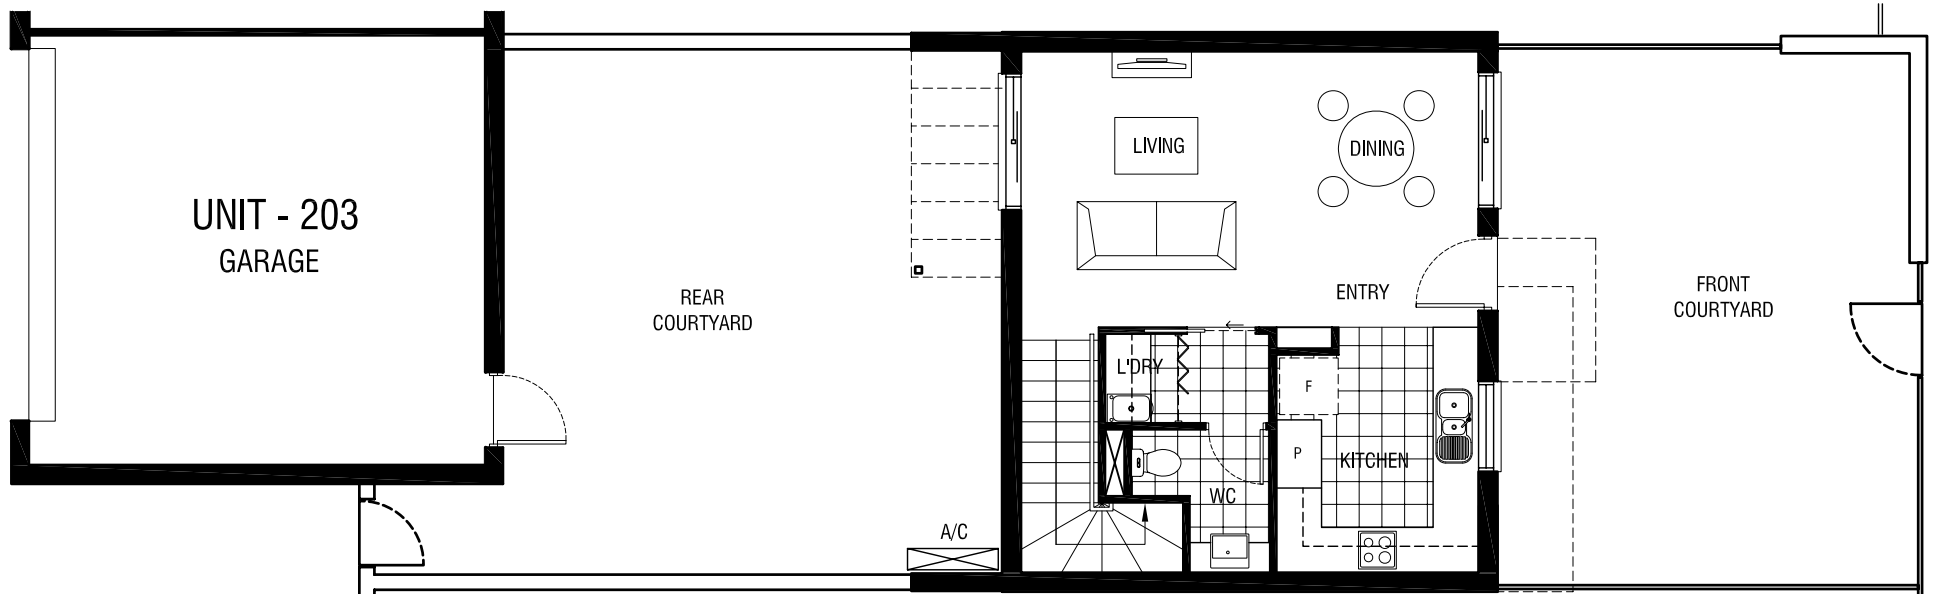 UNIT - 203
GARAGE
REAR
COURTYARD
A/C
LIVING
DINING
ENTRY
L'DRY
F
P
KITCHEN
WC
FRONT
COURTYARD